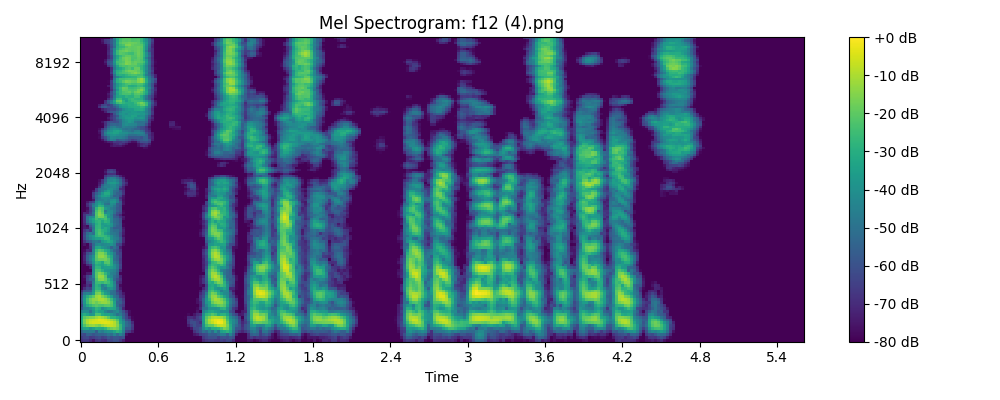 Mel Spectrogram: f12 (4).png
+0 dB
8192
-10 dB
4096
-20 dB
-30 dB
Hz
2048
-40 dB
1024
-50 dB
-60 dB
512
-70 dB
0
-80 dB
0 0.6 1.2 1.8 2.4 3 3.6 4.2 4.8 5.4
Time